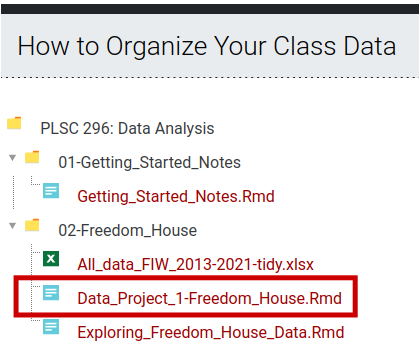 How to Organize Your Class Data
PLSC 296: Data Analysis
01-Getting_Started_Notes
Getting_Started_Notes.Rmd
02-Freedom_House
All_data_FIW_2013-2021-tidy.xlsx
Data_Project_1-Freedom_House.Rmd
Exploring_Freedom_House_Data.Rmd